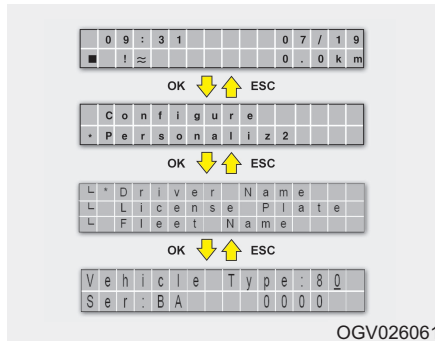 09:31 07/19
■ !≈ 0.0km
OK ESC
Configure
* Personaliz2
OK ESC
└ * Driver Name
└ License Plate
└ Fleet Name
OK ESC
Vehicle Type:80
Ser:BA 0000
OGV026061